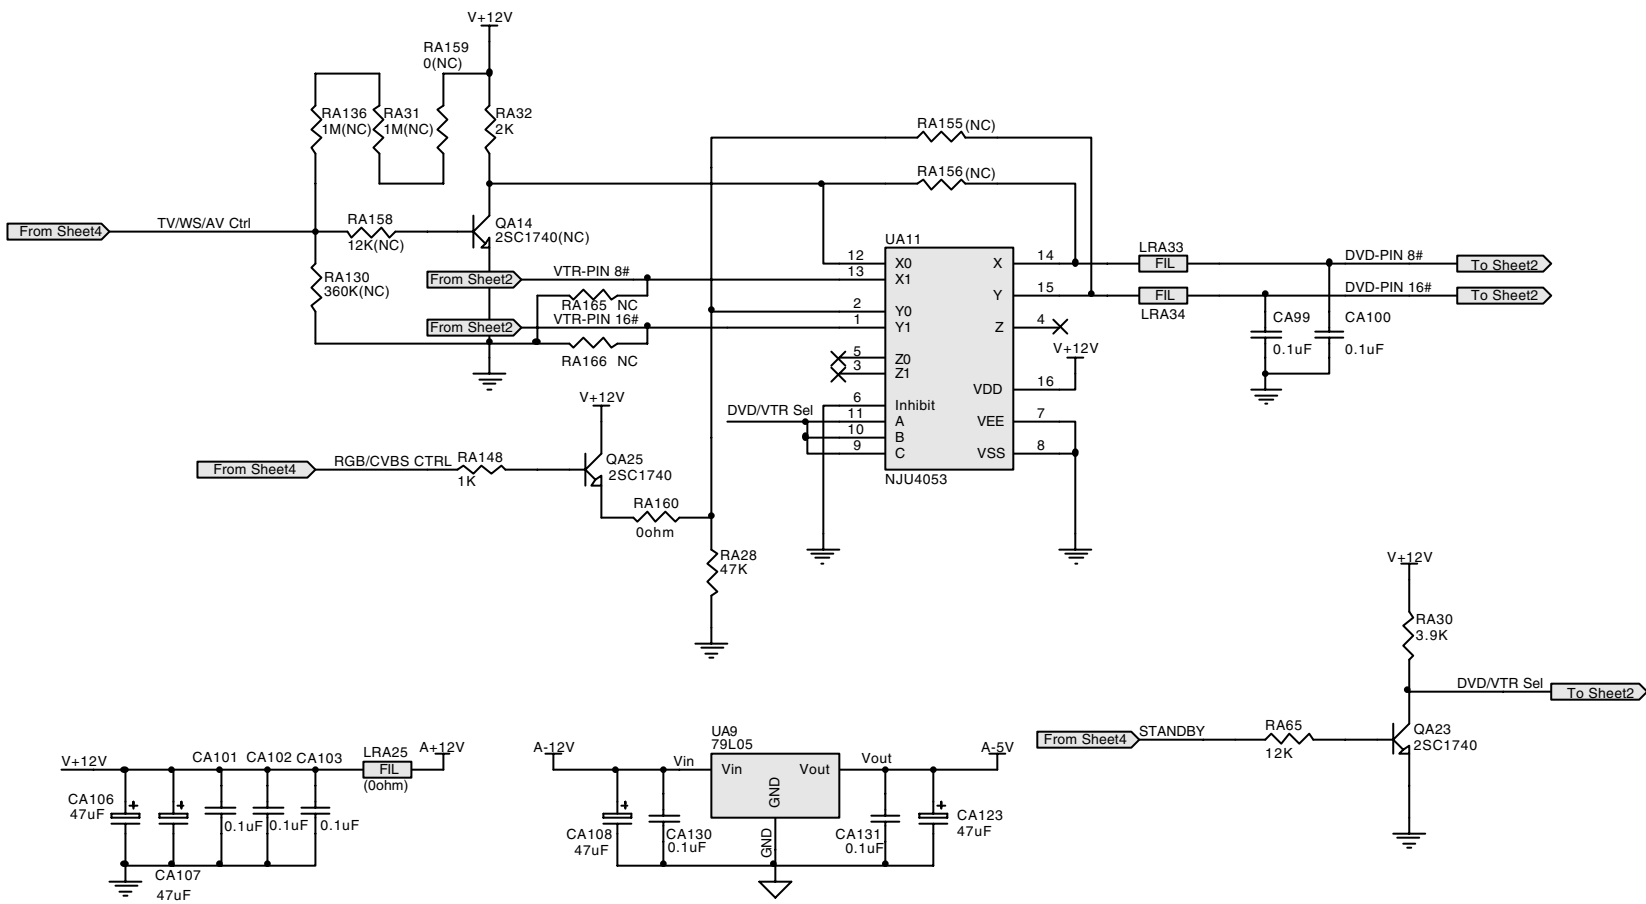 V+12V
RA159
0(NC)
RA136
1M(NC)
RA31
1M(NC)
RA32
2K
RA155(NC)
RA156(NC)
From Sheet4
TV/WS/AV Ctrl
RA158
12K(NC)
QA14
2SC1740(NC)
RA130
360K(NC)
From Sheet2
VTR-PIN 8#
RA165 NC
From Sheet2
VTR-PIN 16#
RA166 NC
UA11
12 X0
13 X1
2 Y0
1 Y1
5 Z0
3 Z1
6 Inhibit
11 A
10 B
9 C
X 14
Y 15
Z 4
VDD 16
VEE 7
VSS 8
NJU4053
V+12V
DVD/VTR Sel
LRA33
FIL
DVD-PIN 8#
To Sheet2
FIL
LRA34
DVD-PIN 16#
To Sheet2
CA99
0.1uF
CA100
0.1uF
V+12V
From Sheet4
RGB/CVBS CTRL
RA148
1K
QA25
2SC1740
RA160
0ohm
RA28
47K
V+12V
RA30
3.9K
DVD/VTR Sel
To Sheet2
From Sheet4
STANDBY
RA65
12K
QA23
2SC1740
V+12V
CA101 CA102 CA103
LRA25
FIL
(0ohm)
A+12V
CA106
47uF
+
+
0.1uF 0.1uF 0.1uF
CA107
47uF
A-12V
Vin
UA9
79L05
Vin
Vout
GND
GND
Vout
A-5V
CA108
47uF
+
CA130
0.1uF
CA131
0.1uF
+
CA123
47uF